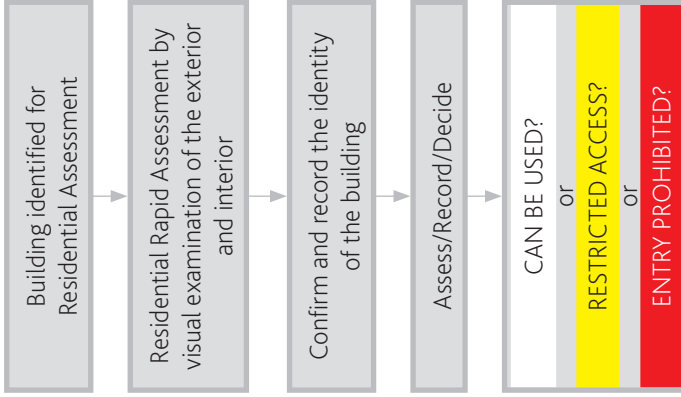 Building identified for
Residential Assessment
Residential Rapid Assessment by
visual examination of the exterior
and interior
Confirm and record the identity
of the building
Assess/Record/Decide
CAN BE USED?
or
RESTRICTED ACCESS?
or
ENTRY PROHIBITED?